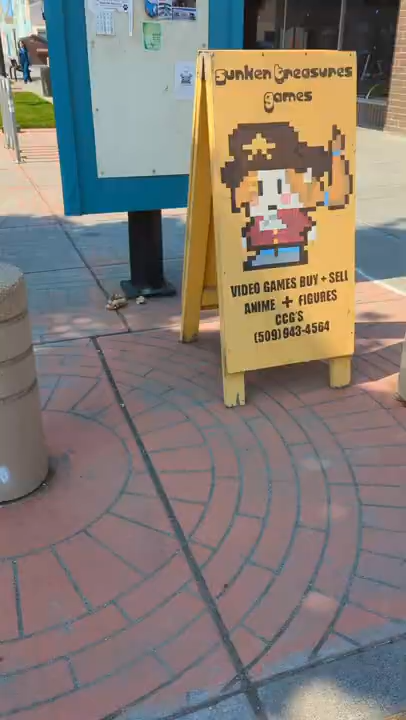 sunken treasures
games
VIDEO GAMES BUY + SELL
ANIME + FIGURES
CCG'S
(509) 943-4564